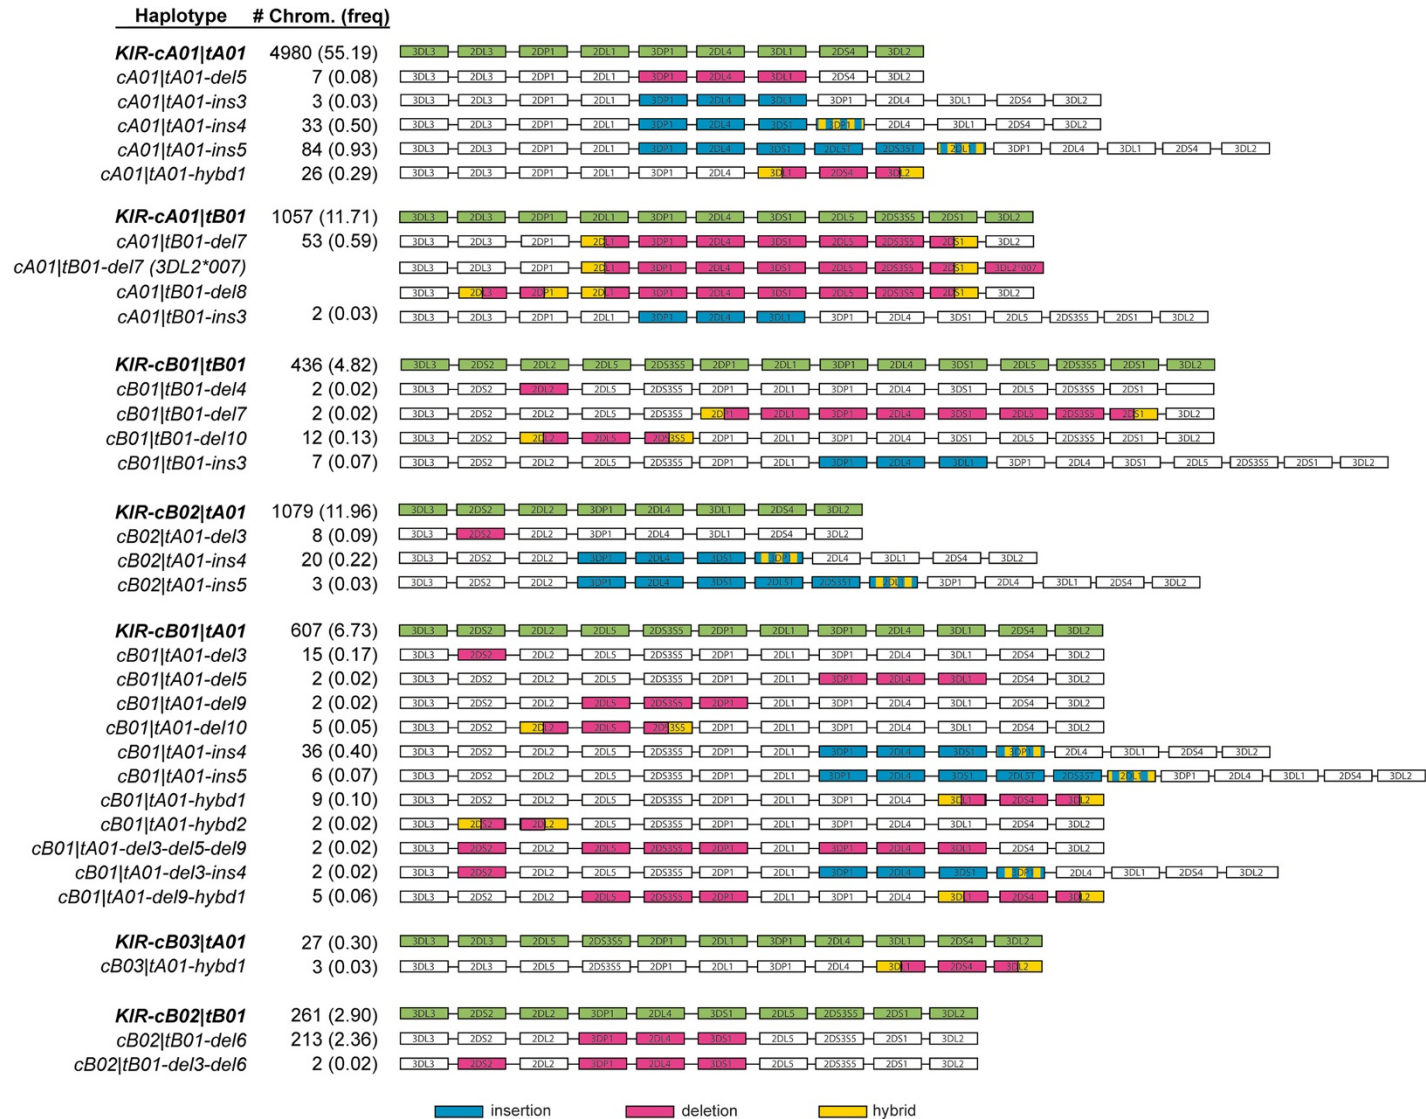 Haplotype # Chrom. (freq)
KIR-cA01|tA01 4980 (55.19) 3DL3 2DL3 2DP1 2DL1 3DP1 2DL4 3DL1 2DS4 3DL2
cA01|tA01-del5 7 (0.08) 3DL3 2DL3 2DP1 2DL1 3DP1 2DL4 3DL1 2DS4 3DL2
cA01|tA01-ins3 3 (0.03) 3DL3 2DL3 2DP1 2DL1 3DP1 2DL4 3DL1 3DP1 2DL4 3DL1 2DS4 3DL2
cA01|tA01-ins4 33 (0.50) 3DL3 2DL3 2DP1 2DL1 3DP1 2DL4 3DS1 3DP1 2DL4 3DL1 2DS4 3DL2
cA01|tA01-ins5 84 (0.93) 3DL3 2DL3 2DP1 2DL1 3DP1 2DL4 3DS1 2DL5T 2DS35T 2DL1 3DP1 2DL4 3DL1 2DS4 3DL2
cA01|tA01-hybd1 26 (0.29) 3DL3 2DL3 2DP1 2DL1 3DP1 2DL4 3DL1 2DS4 3DL2
KIR-cA01|tB01 1057 (11.71) 3DL3 2DL3 2DP1 2DL1 3DP1 2DL4 3DS1 2DL5 2DS3S5 2DS1 3DL2
cA01|tB01-del7 53 (0.59) 3DL3 2DL3 2DP1 2DL1 3DP1 2DL4 3DS1 2DL5 2DS3S5 2DS1 3DL2
cA01|tB01-del7 (3DL2*007) 3DL3 2DL3 2DP1 2DL1 3DP1 2DL4 3DS1 2DL5 2DS3S5 2DS1 3DL2*007
cA01|tB01-del8 3DL3 2DL3 2DP1 2DL1 3DP1 2DL4 3DS1 2DL5 2DS3S5 2DS1 3DL2
cA01|tB01-ins3 2 (0.03) 3DL3 2DL3 2DP1 2DL1 3DP1 2DL4 3DL1 3DP1 2DL4 3DS1 2DL5 2DS3S5 2DS1 3DL2
KIR-cB01|tB01 436 (4.82) 3DL3 2DS2 2DL2 2DL5 2DS3S5 2DP1 2DL1 3DP1 2DL4 3DS1 2DL5 2DS3S5 2DS1 3DL2
cB01|tB01-del4 2 (0.02) 3DL3 2DS2 2DL2 2DL5 2DS3S5 2DP1 2DL1 3DP1 2DL4 3DS1 2DL5 2DS3S5 2DS1
cB01|tB01-del7 2 (0.02) 3DL3 2DS2 2DL2 2DL5 2DS3S5 2DP1 2DL1 3DP1 2DL4 3DS1 2DL5 2DS3S5 2DS1 3DL2
cB01|tB01-del10 12 (0.13) 3DL3 2DS2 2DL2 2DL5 2DS3S5 2DP1 2DL1 3DP1 2DL4 3DS1 2DL5 2DS3S5 2DS1 3DL2
cB01|tB01-ins3 7 (0.07) 3DL3 2DS2 2DL2 2DL5 2DS3S5 2DP1 2DL1 3DP1 2DL4 3DL1 3DP1 2DL4 3DS1 2DL5 2DS3S5 2DS1 3DL2
KIR-cB02|tA01 1079 (11.96) 3DL3 2DS2 2DL2 3DP1 2DL4 3DL1 2DS4 3DL2
cB02|tA01-del3 8 (0.09) 3DL3 2DS2 2DL2 3DP1 2DL4 3DL1 2DS4 3DL2
cB02|tA01-ins4 20 (0.22) 3DL3 2DS2 2DL2 3DP1 2DL4 3DS1 3DP1 2DL4 3DL1 2DS4 3DL2
cB02|tA01-ins5 3 (0.03) 3DL3 2DS2 2DL2 3DP1 2DL4 3DS1 2DL5T 2DS35T 2DL1 3DP1 2DL4 3DL1 2DS4 3DL2
KIR-cB01|tA01 607 (6.73) 3DL3 2DS2 2DL2 2DL5 2DS3S5 2DP1 2DL1 3DP1 2DL4 3DL1 2DS4 3DL2
cB01|tA01-del3 15 (0.17) 3DL3 2DS2 2DL2 2DL5 2DS3S5 2DP1 2DL1 3DP1 2DL4 3DL1 2DS4 3DL2
cB01|tA01-del5 2 (0.02) 3DL3 2DS2 2DL2 2DL5 2DS3S5 2DP1 2DL1 3DP1 2DL4 3DL1 2DS4 3DL2
cB01|tA01-del9 2 (0.02) 3DL3 2DS2 2DL2 2DL5 2DS3S5 2DP1 2DL1 3DP1 2DL4 3DL1 2DS4 3DL2
cB01|tA01-del10 5 (0.05) 3DL3 2DS2 2DL2 2DL5 2DS3S5 2DP1 2DL1 3DP1 2DL4 3DL1 2DS4 3DL2
cB01|tA01-ins4 36 (0.40) 3DL3 2DS2 2DL2 2DL5 2DS3S5 2DP1 2DL1 3DP1 2DL4 3DS1 3DP1 2DL4 3DL1 2DS4 3DL2
cB01|tA01-ins5 6 (0.07) 3DL3 2DS2 2DL2 2DL5 2DS3S5 2DP1 2DL1 3DP1 2DL4 3DS1 2DL5T 2DS35T 2DL1 3DP1 2DL4 3DL1 2DS4 3DL2
cB01|tA01-hybd1 9 (0.10) 3DL3 2DS2 2DL2 2DL5 2DS3S5 2DP1 2DL1 3DP1 2DL4 3DL1 2DS4 3DL2
cB01|tA01-hybd2 2 (0.02) 3DL3 2DS2 2DL2 2DL5 2DS3S5 2DP1 2DL1 3DP1 2DL4 3DL1 2DS4 3DL2
cB01|tA01-del3-del5-del9 2 (0.02) 3DL3 2DS2 2DL2 2DL5 2DS3S5 2DP1 2DL1 3DP1 2DL4 3DL1 2DS4 3DL2
cB01|tA01-del3-ins4 2 (0.02) 3DL3 2DS2 2DL2 2DL5 2DS3S5 2DP1 2DL1 3DP1 2DL4 3DS1 3DP1 2DL4 3DL1 2DS4 3DL2
cB01|tA01-del9-hybd1 5 (0.06) 3DL3 2DS2 2DL2 2DL5 2DS3S5 2DP1 2DL1 3DP1 2DL4 3DL1 2DS4 3DL2
KIR-cB03|tA01 27 (0.30) 3DL3 2DL3 2DL5 2DS3S5 2DP1 2DL1 3DP1 2DL4 3DL1 2DS4 3DL2
cB03|tA01-hybd1 3 (0.03) 3DL3 2DL3 2DL5 2DS3S5 2DP1 2DL1 3DP1 2DL4 3DL1 2DS4 3DL2
KIR-cB02|tB01 261 (2.90) 3DL3 2DS2 2DL2 3DP1 2DL4 3DS1 2DL5 2DS3S5 2DS1 3DL2
cB02|tB01-del6 213 (2.36) 3DL3 2DS2 2DL2 3DP1 2DL4 3DS1 2DL5 2DS3S5 2DS1 3DL2
cB02|tB01-del3-del6 2 (0.02) 3DL3 2DS2 2DL2 3DP1 2DL4 3DS1 2DL5 2DS3S5 2DS1 3DL2
insertion deletion hybrid